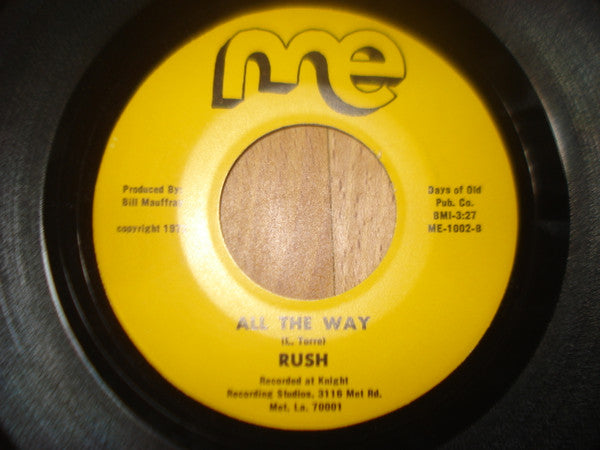 me
Produced By:
Bill Mauffra
copyright 197
Days of Old
Pub. Co.
BMI-3:27
ME-1002-B
ALL THE WAY
(L. Torre)
RUSH
Recorded at Knight
Recording Studios, 3116 Met Rd.
Met, La. 70001